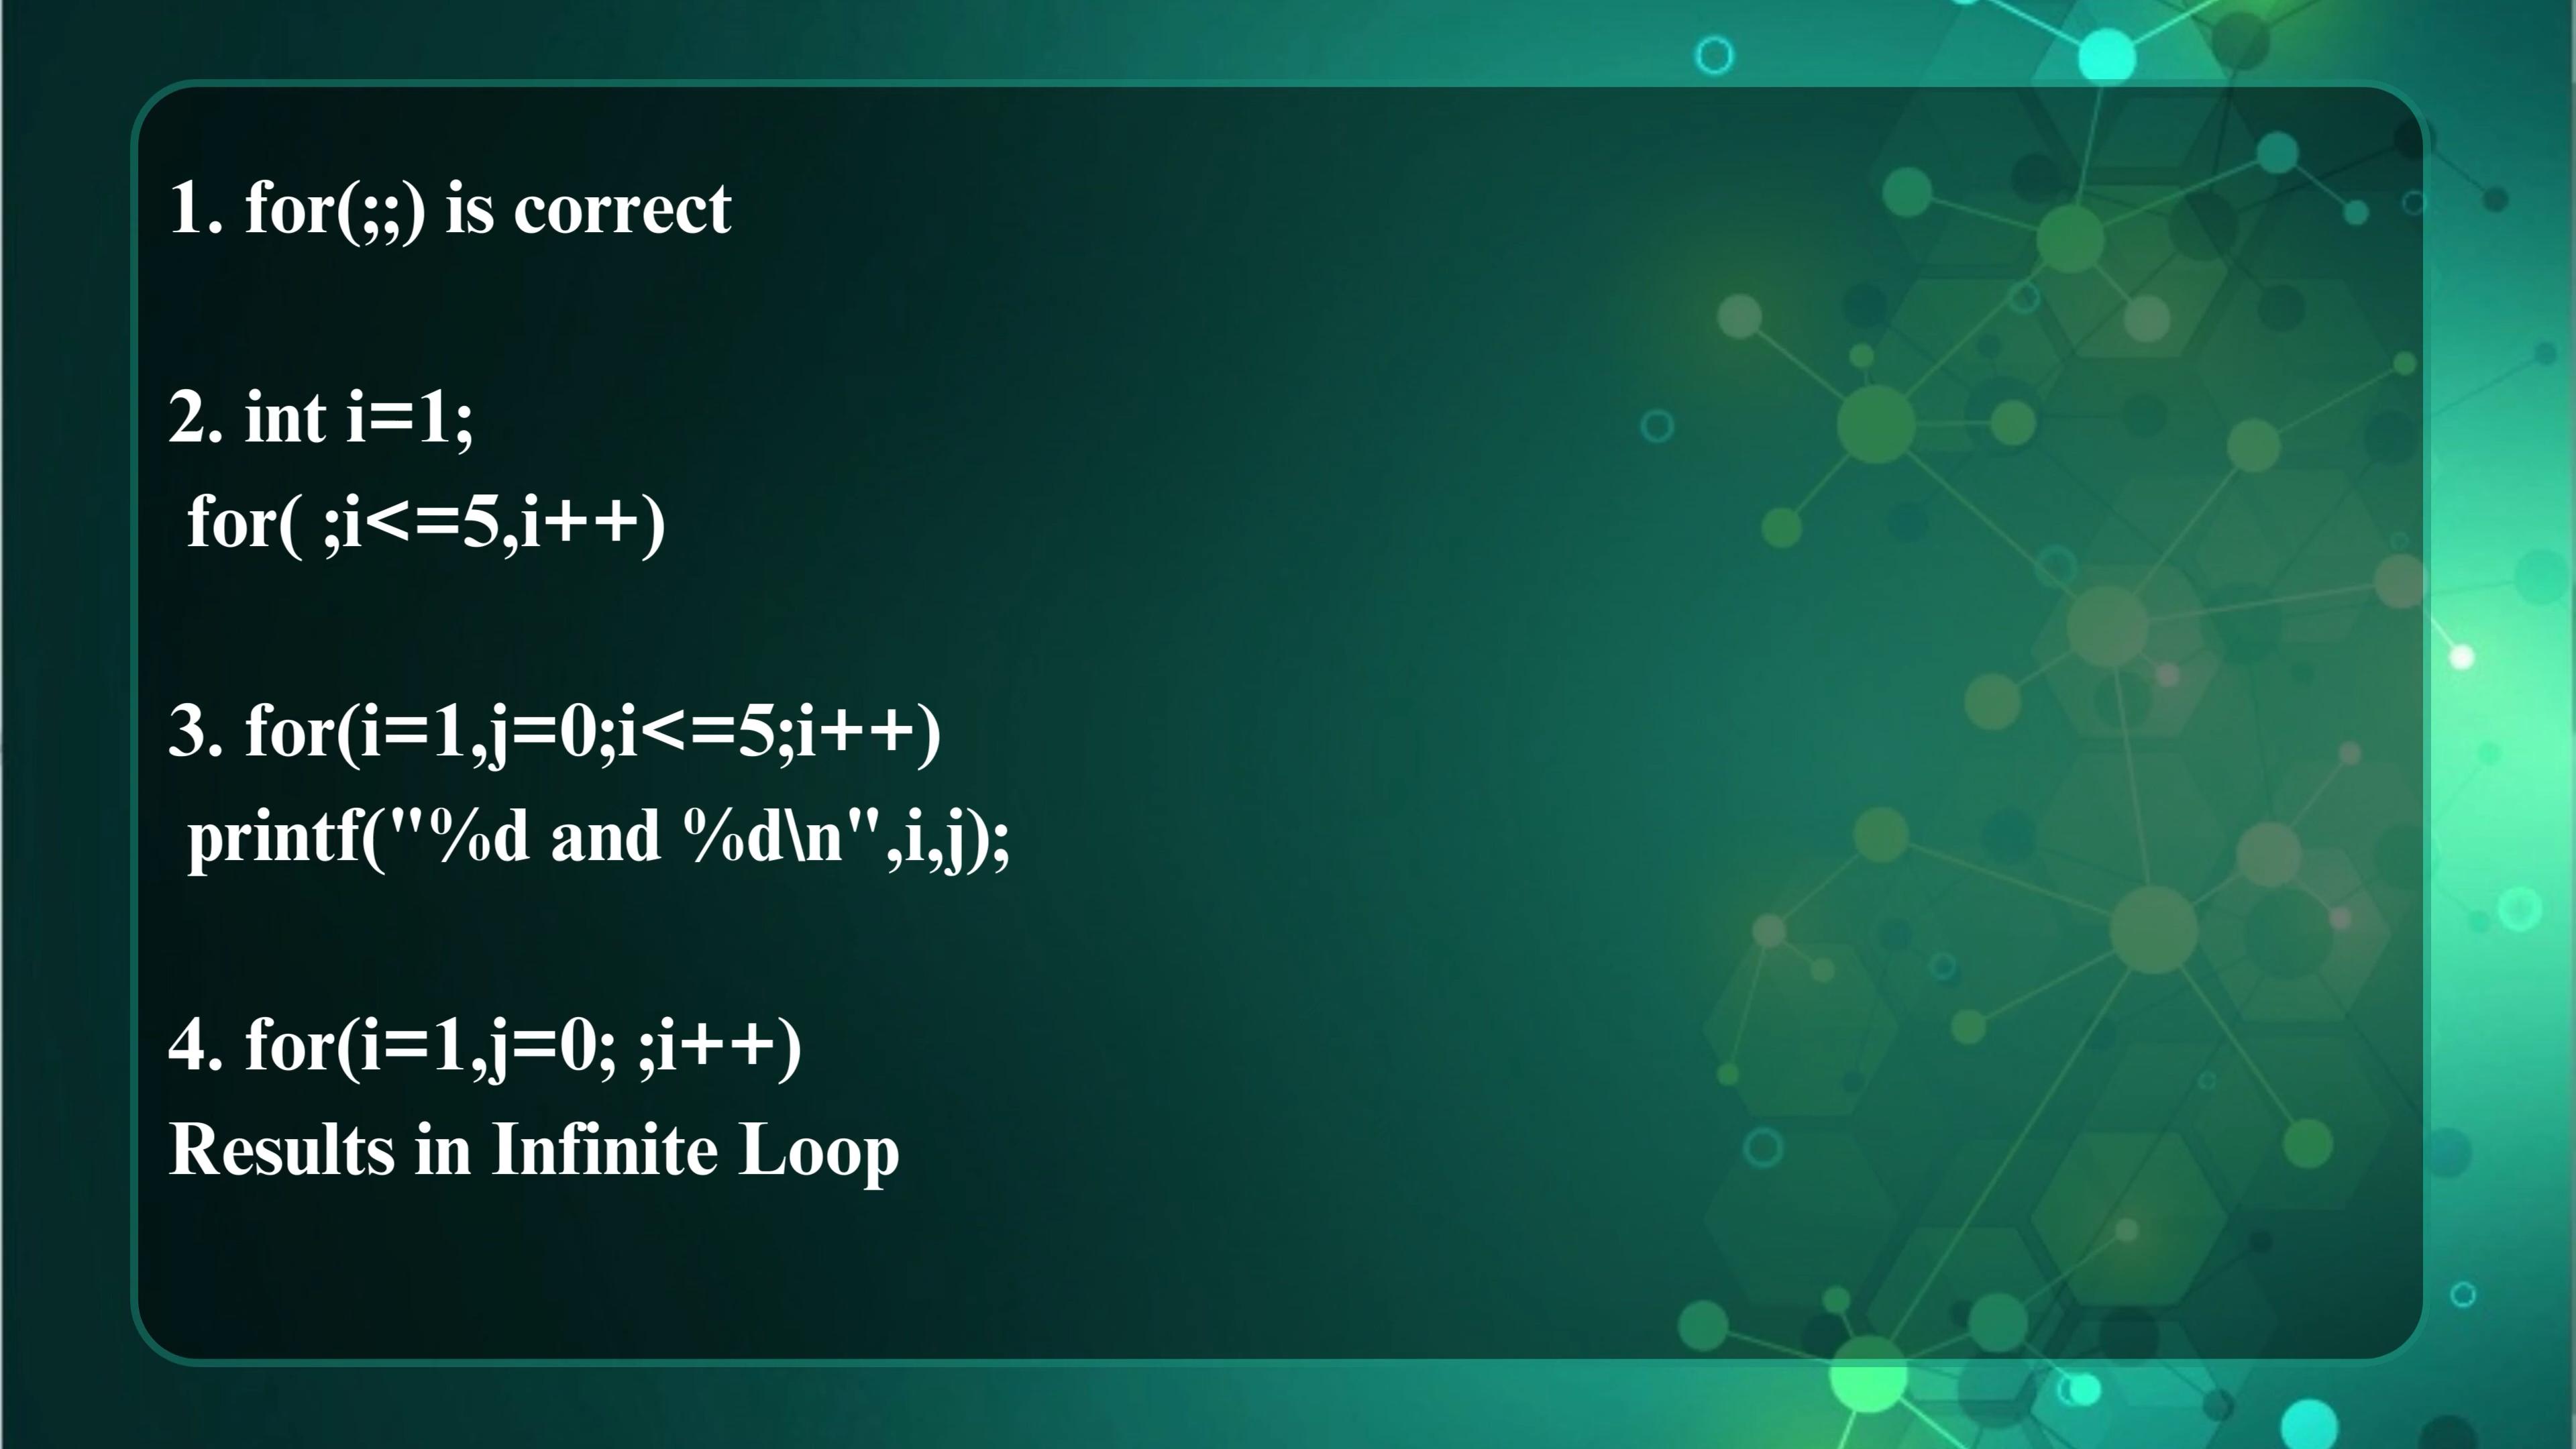 1. for(;;) is correct
2. int i=1;
for( ;i<=5,i++)
3. for(i=1,j=0;i<=5;i++)
printf("%d and %d\n",i,j);
4. for(i=1,j=0; ;i++)
Results in Infinite Loop